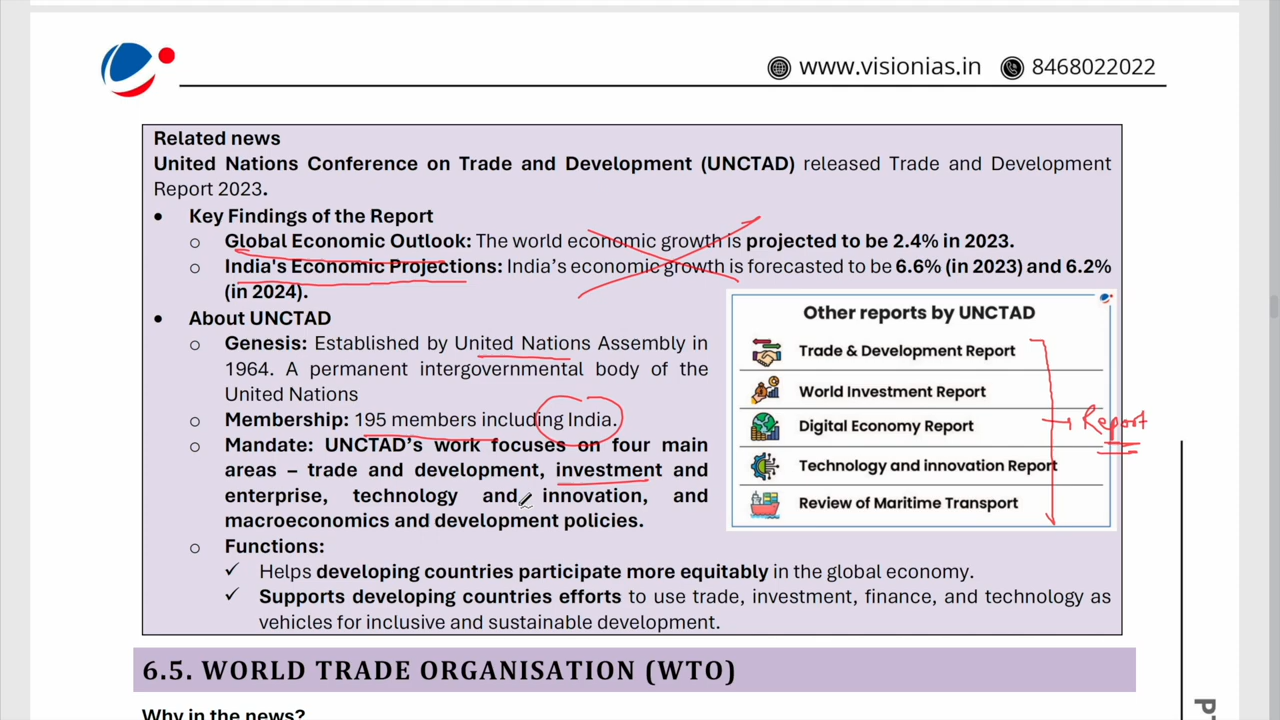 www.visionias.in 8468022022
Related news
United Nations Conference on Trade and Development (UNCTAD) released Trade and Development
Report 2023.
• Key Findings of the Report
o Global Economic Outlook: The world economic growth is projected to be 2.4% in 2023.
o India's Economic Projections: India's economic growth is forecasted to be 6.6% (in 2023) and 6.2%
(in 2024).
• About UNCTAD
o Genesis: Established by United Nations Assembly in
1964. A permanent intergovernmental body of the
United Nations
o Membership: 195 members including India.
o Mandate: UNCTAD's work focuses on four main
areas – trade and development, investment and
enterprise, technology and innovation, and
macroeconomics and development policies.
o Functions:
✓ Helps developing countries participate more equitably in the global economy.
✓ Supports developing countries efforts to use trade, investment, finance, and technology as
vehicles for inclusive and sustainable development.
Other reports by UNCTAD
Trade & Development Report
World Investment Report
Digital Economy Report
Technology and innovation Report
Review of Maritime Transport
Report
6.5. WORLD TRADE ORGANISATION (WTO)
Why in the news?